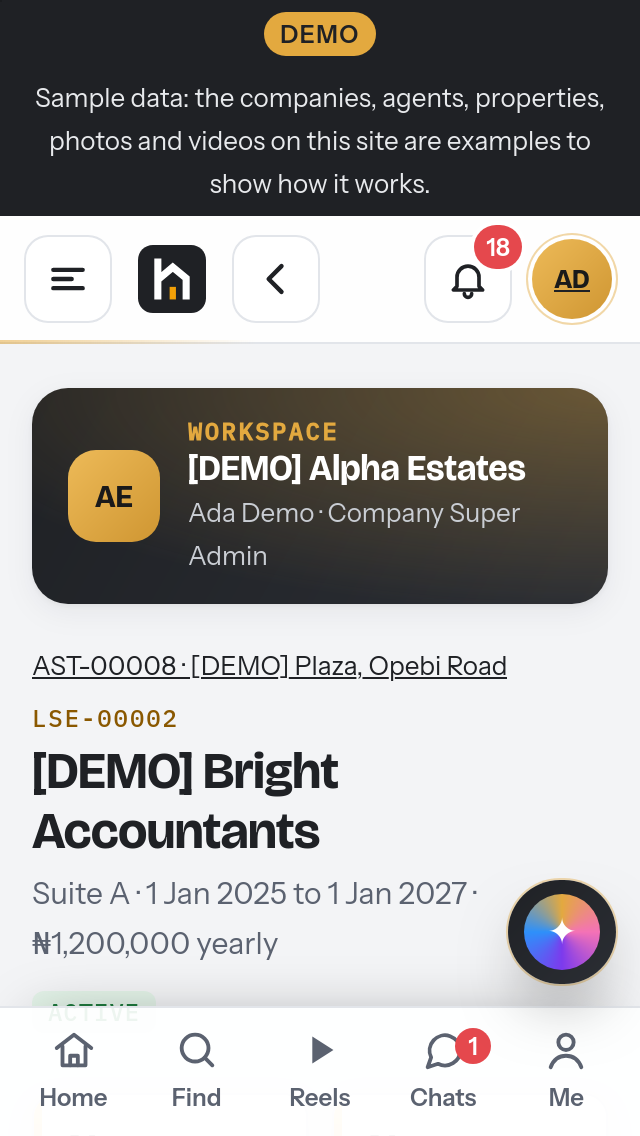 DEMO
Sample data: the companies, agents, properties,
photos and videos on this site are examples to
show how it works.
18
AD
WORKSPACE
AE
[DEMO] Alpha Estates
Ada Demo · Company Super
Admin
AST-00008 · [DEMO] Plaza, Opebi Road
LSE-00002
[DEMO] Bright
Accountants
Suite A · 1 Jan 2025 to 1 Jan 2027 ·
₦1,200,000 yearly
ACTIVE
1
Home Find Reels Chats Me